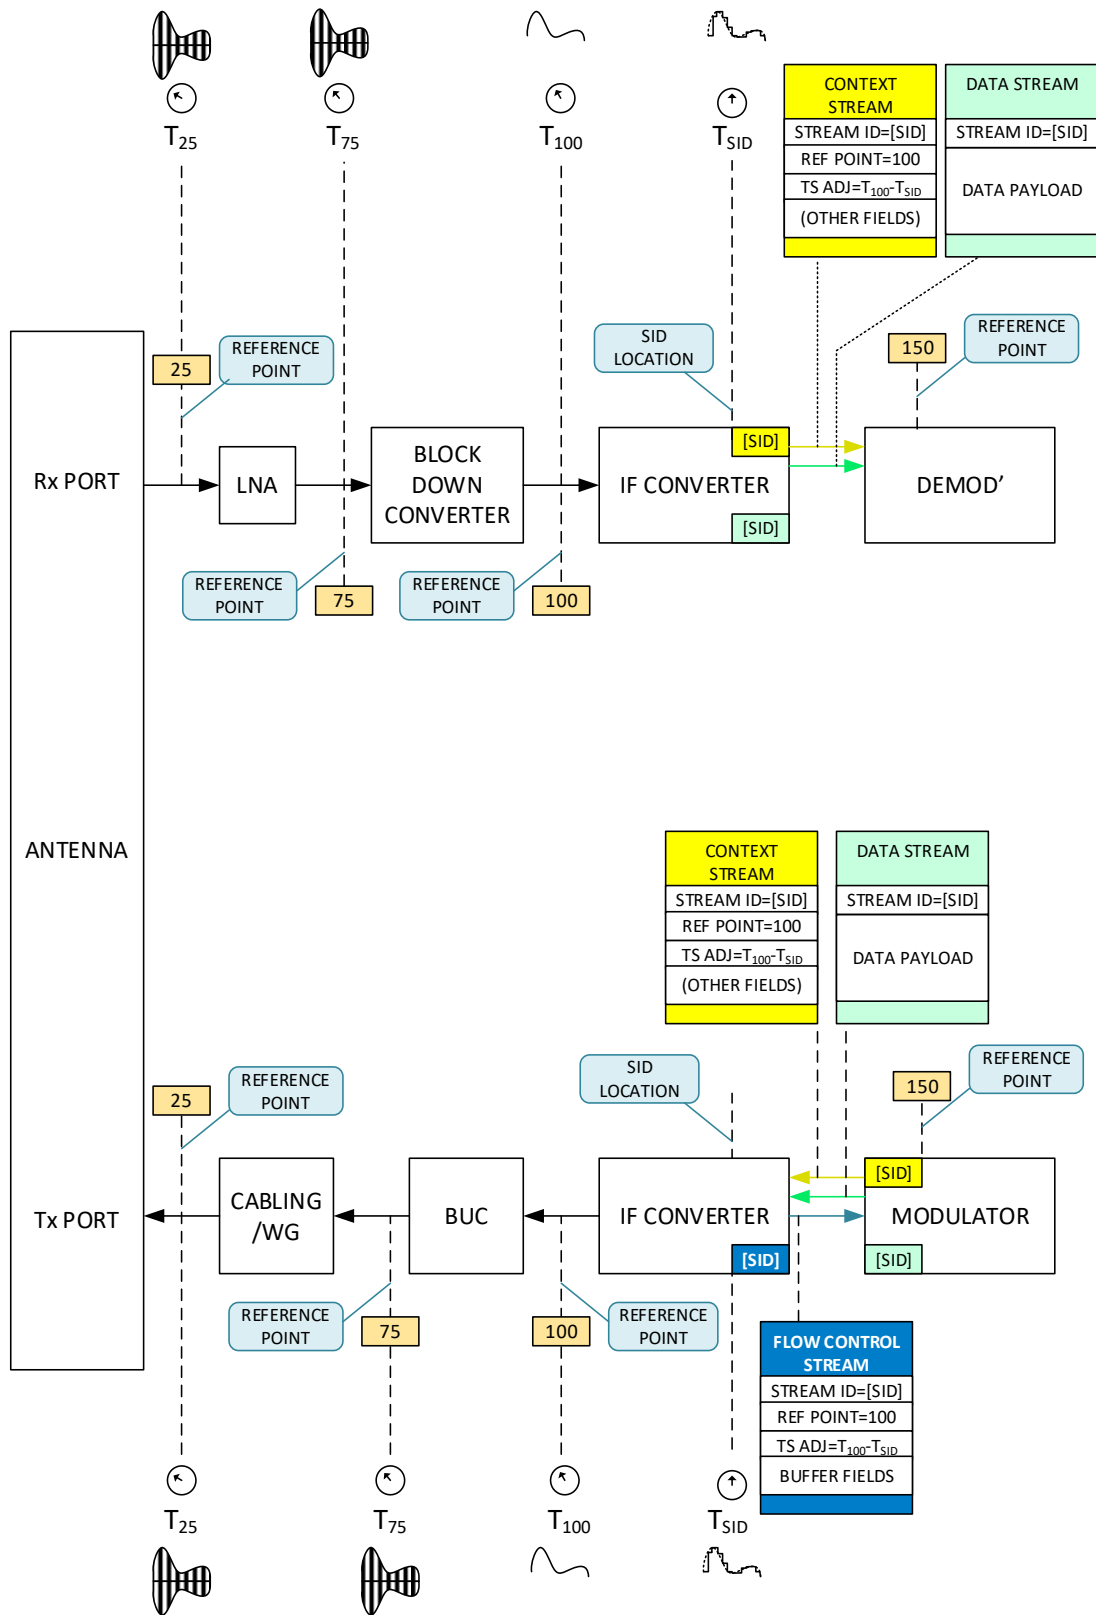 T25
T75
T100
TSID
CONTEXT
STREAM
STREAM ID=[SID]
REF POINT=100
TS ADJ=T100-TSID
(OTHER FIELDS)
DATA STREAM
STREAM ID=[SID]
DATA PAYLOAD
25
REFERENCE
POINT
SID
LOCATION
150
REFERENCE
POINT
Rx PORT
LNA
BLOCK
DOWN
CONVERTER
IF CONVERTER
[SID]
[SID]
DEMOD’
REFERENCE
POINT
75
REFERENCE
POINT
100
ANTENNA
CONTEXT
STREAM
STREAM ID=[SID]
REF POINT=100
TS ADJ=T100-TSID
(OTHER FIELDS)
DATA STREAM
STREAM ID=[SID]
DATA PAYLOAD
25
REFERENCE
POINT
SID
LOCATION
150
REFERENCE
POINT
Tx PORT
CABLING
/WG
BUC
IF CONVERTER
[SID]
[SID]
MODULATOR
[SID]
REFERENCE
POINT
75
100
REFERENCE
POINT
FLOW CONTROL
STREAM
STREAM ID=[SID]
REF POINT=100
TS ADJ=T100-TSID
BUFFER FIELDS
T25
T75
T100
TSID